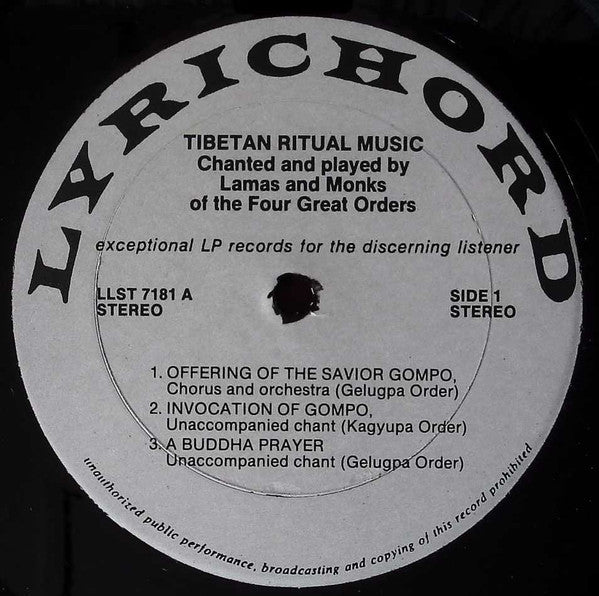 LYRICHORD
TIBETAN RITUAL MUSIC
Chanted and played by
Lamas and Monks
of the Four Great Orders
exceptional LP records for the discerning listener
LLST 7181 A
STEREO
SIDE 1
STEREO
1. OFFERING OF THE SAVIOR GOMPO,
Chorus and orchestra (Gelugpa Order)
2. INVOCATION OF GOMPO,
Unaccompanied chant (Kagyupa Order)
3. A BUDDHA PRAYER
Unaccompanied chant (Gelugpa Order)
unauthorized public performance, broadcasting and copying of this record prohibited